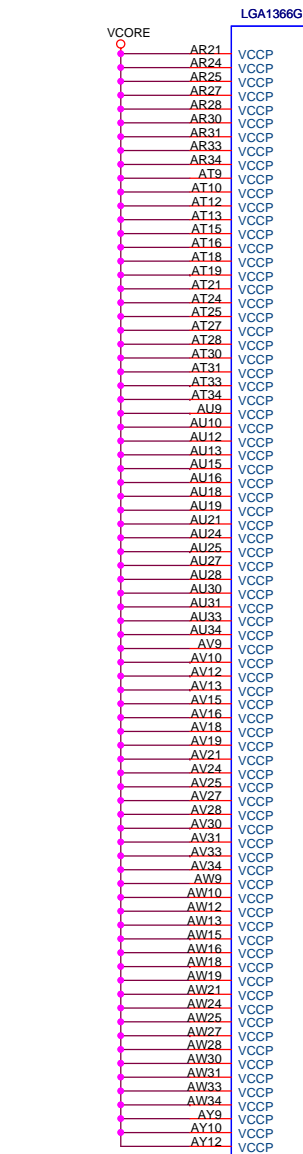 LGA1366G
VCORE
AR21 VCCP
AR24 VCCP
AR25 VCCP
AR27 VCCP
AR28 VCCP
AR30 VCCP
AR31 VCCP
AR33 VCCP
AR34 VCCP
AT9 VCCP
AT10 VCCP
AT12 VCCP
AT13 VCCP
AT15 VCCP
AT16 VCCP
AT18 VCCP
AT19 VCCP
AT21 VCCP
AT24 VCCP
AT25 VCCP
AT27 VCCP
AT28 VCCP
AT30 VCCP
AT31 VCCP
AT33 VCCP
AT34 VCCP
AU9 VCCP
AU10 VCCP
AU12 VCCP
AU13 VCCP
AU15 VCCP
AU16 VCCP
AU18 VCCP
AU19 VCCP
AU21 VCCP
AU24 VCCP
AU25 VCCP
AU27 VCCP
AU28 VCCP
AU30 VCCP
AU31 VCCP
AU33 VCCP
AU34 VCCP
AV9 VCCP
AV10 VCCP
AV12 VCCP
AV13 VCCP
AV15 VCCP
AV16 VCCP
AV18 VCCP
AV19 VCCP
AV21 VCCP
AV24 VCCP
AV25 VCCP
AV27 VCCP
AV28 VCCP
AV30 VCCP
AV31 VCCP
AV33 VCCP
AV34 VCCP
AW9 VCCP
AW10 VCCP
AW12 VCCP
AW13 VCCP
AW15 VCCP
AW16 VCCP
AW18 VCCP
AW19 VCCP
AW21 VCCP
AW24 VCCP
AW25 VCCP
AW27 VCCP
AW28 VCCP
AW30 VCCP
AW31 VCCP
AW33 VCCP
AW34 VCCP
AY9 VCCP
AY10 VCCP
AY12 VCCP